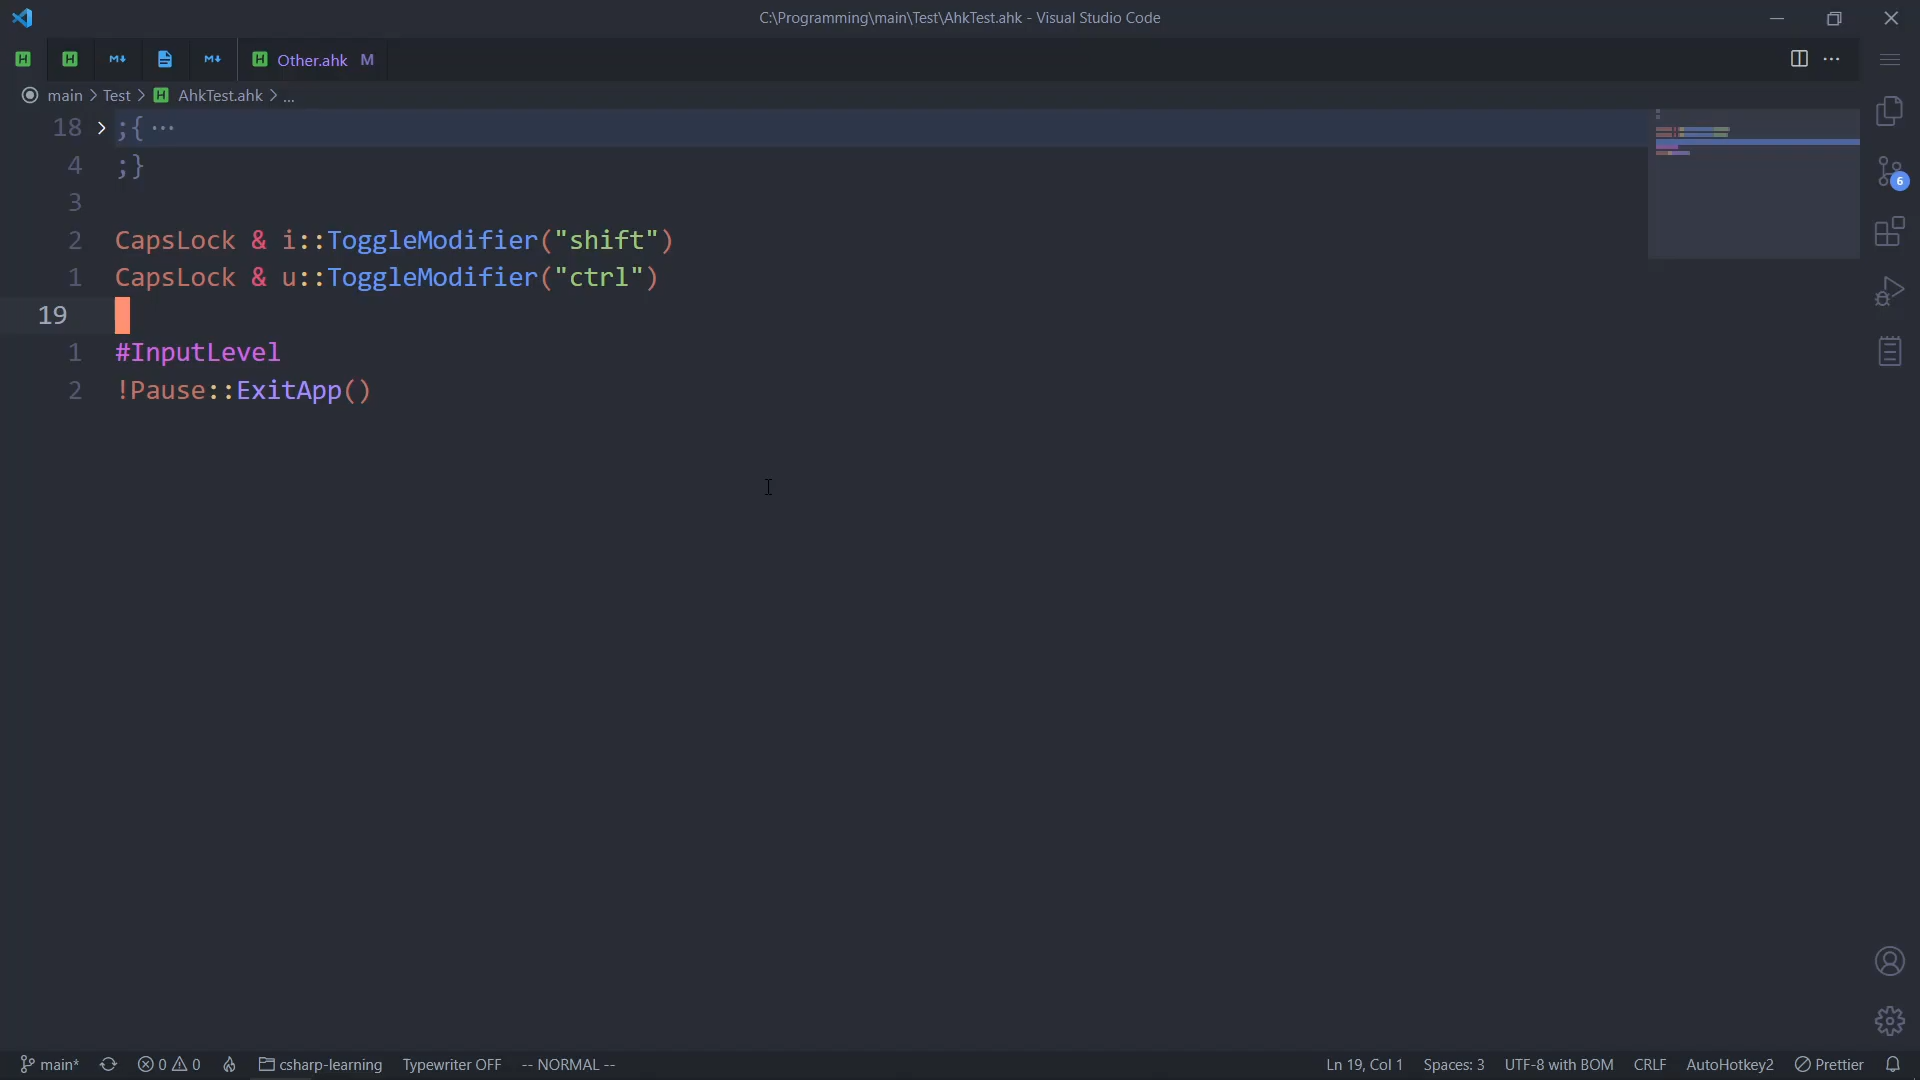 C:\Programming\main\Test\AhkTest.ahk - Visual Studio Code
Other.ahk M
main > Test > AhkTest.ahk > ...
18 ;{ ···
4 ;}
3
2 CapsLock & i::ToggleModifier("shift")
1 CapsLock & u::ToggleModifier("ctrl")
19
1 #InputLevel
2 !Pause::ExitApp()
6
main* 0 0 csharp-learning Typewriter OFF -- NORMAL -- Ln 19, Col 1 Spaces: 3 UTF-8 with BOM CRLF AutoHotkey2 Prettier